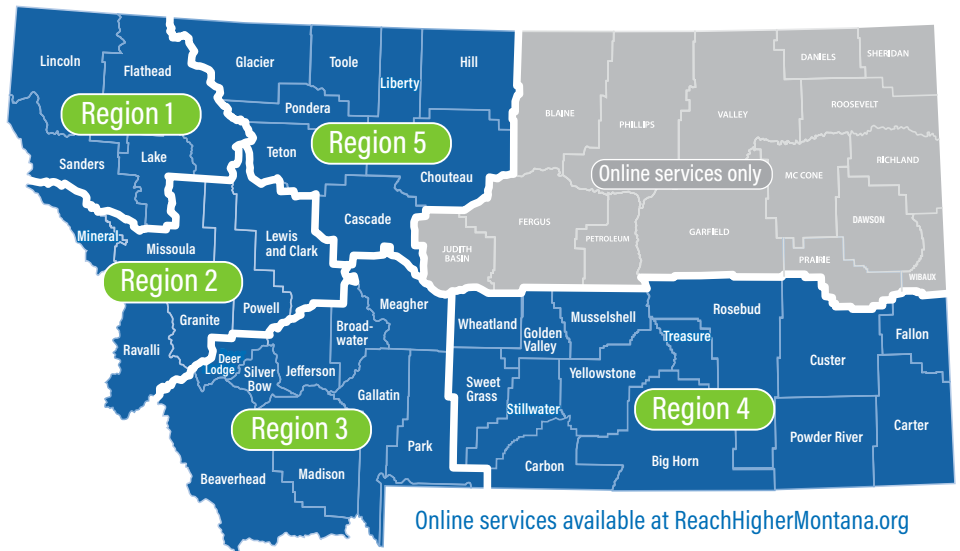 Lincoln
Flathead
Region 1
Sanders
Lake
Glacier
Toole
Liberty
Hill
Pondera
Region 5
Teton
Chouteau
Cascade
BLAINE
PHILLIPS
VALLEY
DANIELS
SHERIDAN
ROOSEVELT
RICHLAND
Online services only
MC CONE
DAWSON
FERGUS
PETROLEUM
GARFIELD
JUDITH
BASIN
PRAIRIE
WIBAUX
Mineral
Missoula
Lewis
and Clark
Region 2
Powell
Granite
Ravalli
Meagher
Broad-
water
Deer
Lodge
Silver
Bow
Jefferson
Gallatin
Region 3
Park
Madison
Beaverhead
Wheatland
Golden
Valley
Musselshell
Rosebud
Treasure
Fallon
Custer
Sweet
Grass
Yellowstone
Stillwater
Region 4
Carter
Powder River
Carbon
Big Horn
Online services available at ReachHigherMontana.org